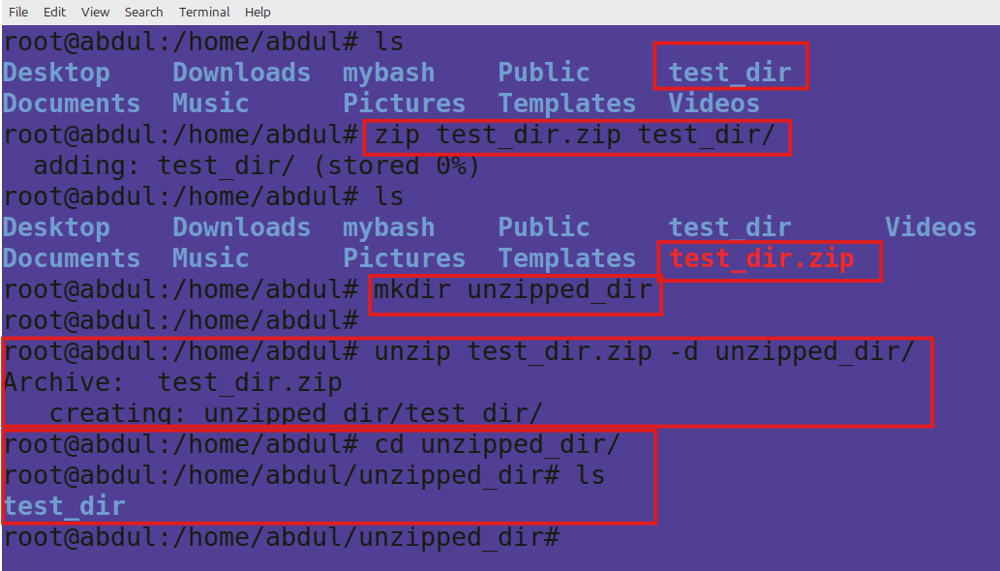 File Edit View Search Terminal Help
root@abdul:/home/abdul# ls
Desktop    Downloads  mybash    Public     test_dir
Documents  Music      Pictures  Templates  Videos
root@abdul:/home/abdul# zip test_dir.zip test_dir/
  adding: test_dir/ (stored 0%)
root@abdul:/home/abdul# ls
Desktop    Downloads  mybash    Public     test_dir      Videos
Documents  Music      Pictures  Templates  test_dir.zip
root@abdul:/home/abdul# mkdir unzipped_dir
root@abdul:/home/abdul#
root@abdul:/home/abdul# unzip test_dir.zip -d unzipped_dir/
Archive:  test_dir.zip
   creating: unzipped_dir/test_dir/
root@abdul:/home/abdul# cd unzipped_dir/
root@abdul:/home/abdul/unzipped_dir# ls
test_dir
root@abdul:/home/abdul/unzipped_dir#